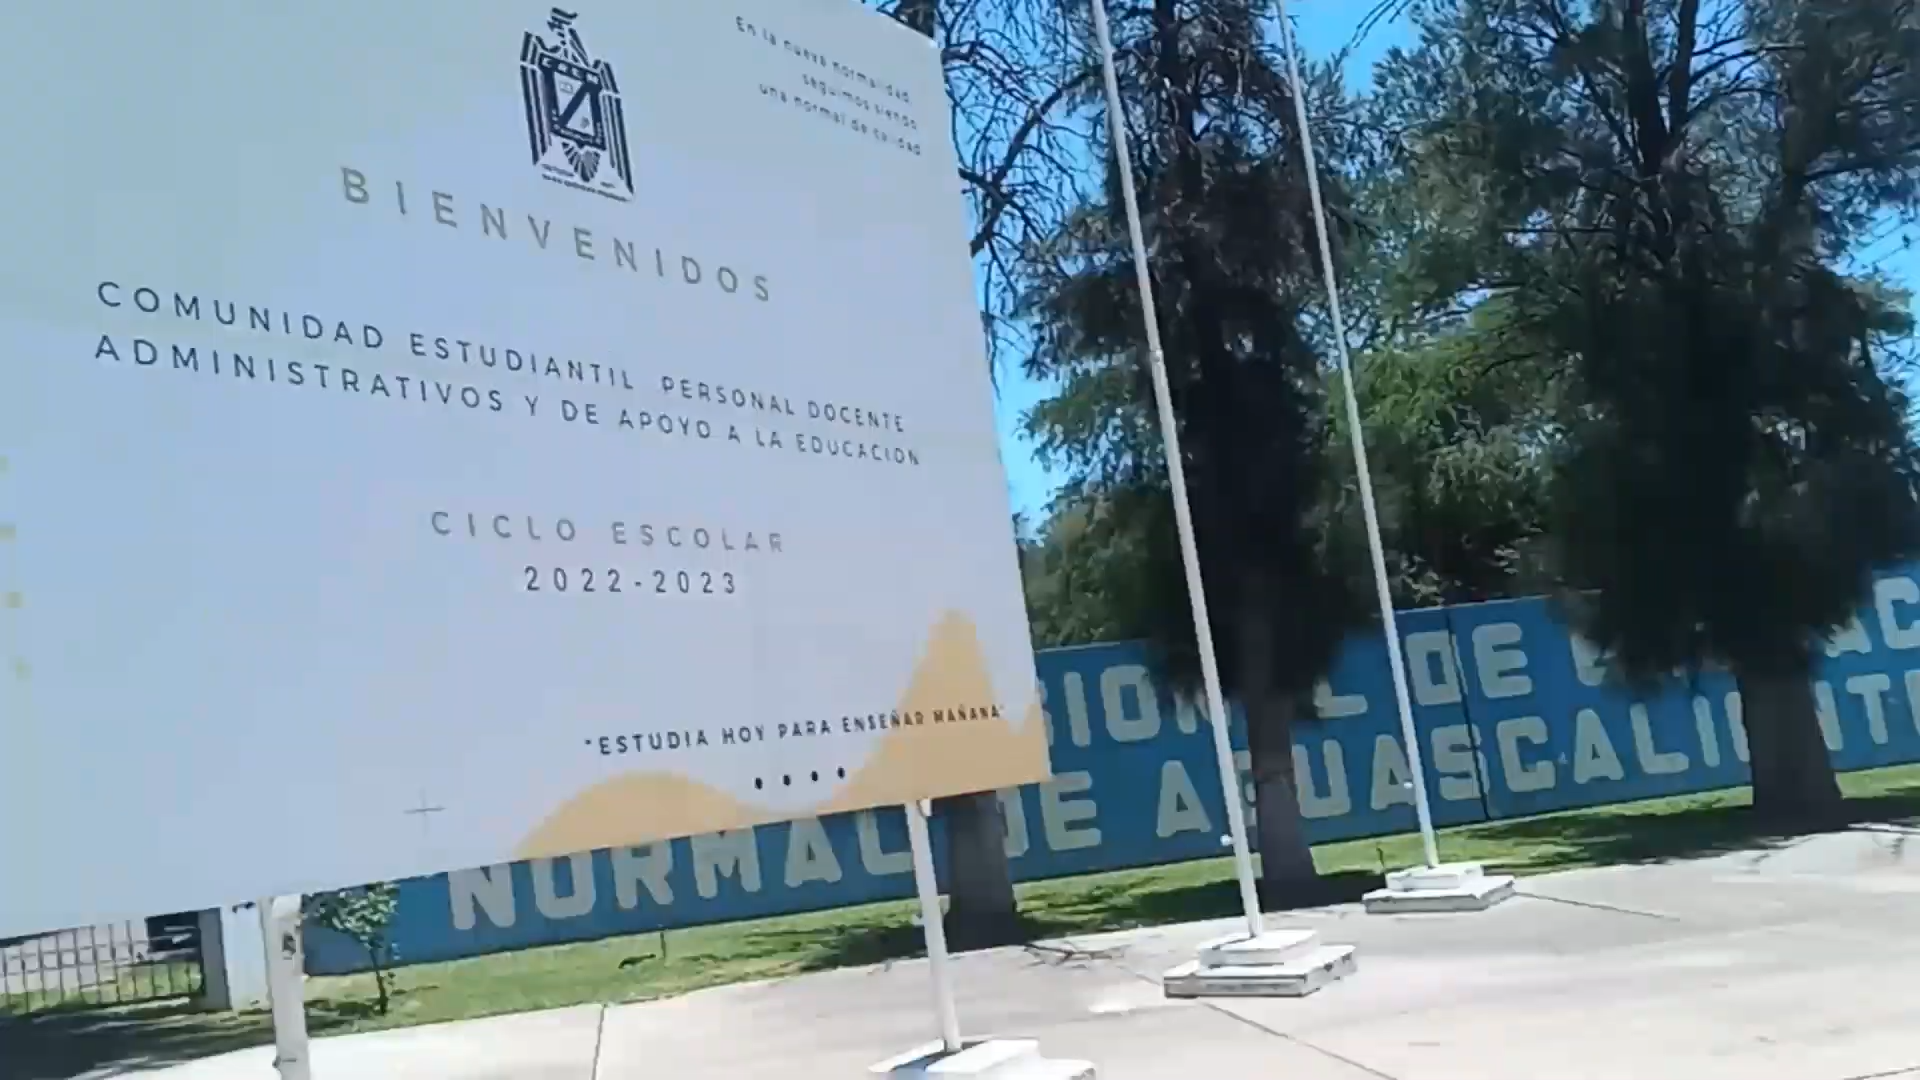 En la nueva normalidad,
seguimos siendo
una normal de calidad
BIENVENIDOS
COMUNIDAD ESTUDIANTIL PERSONAL DOCENTE
ADMINISTRATIVOS Y DE APOYO A LA EDUCACION
CICLO ESCOLAR
2022-2023
"ESTUDIA HOY PARA ENSEÑAR MAÑANA"
DE
NORMAL DE AGUASCALIENTE